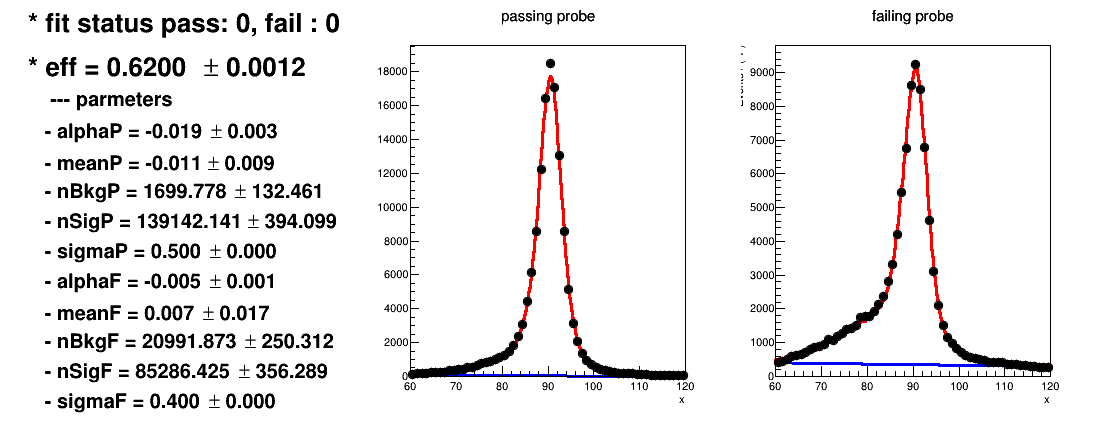 * fit status pass: 0, fail : 0
* eff = 0.6200 ± 0.0012
--- parmeters
- alphaP = -0.019 ± 0.003
- meanP = -0.011 ± 0.009
- nBkgP = 1699.778 ± 132.461
- nSigP = 139142.141 ± 394.099
- sigmaP = 0.500 ± 0.000
- alphaF = -0.005 ± 0.001
- meanF = 0.007 ± 0.017
- nBkgF = 20991.873 ± 250.312
- nSigF = 85286.425 ± 356.289
- sigmaF = 0.400 ± 0.000
passing probe
18000
16000
14000
12000
10000
8000
6000
4000
2000
0
60 70 80 90 100 110 120
x
failing probe
9000
8000
7000
6000
5000
4000
3000
2000
1000
0
60 70 80 90 100 110 120
x